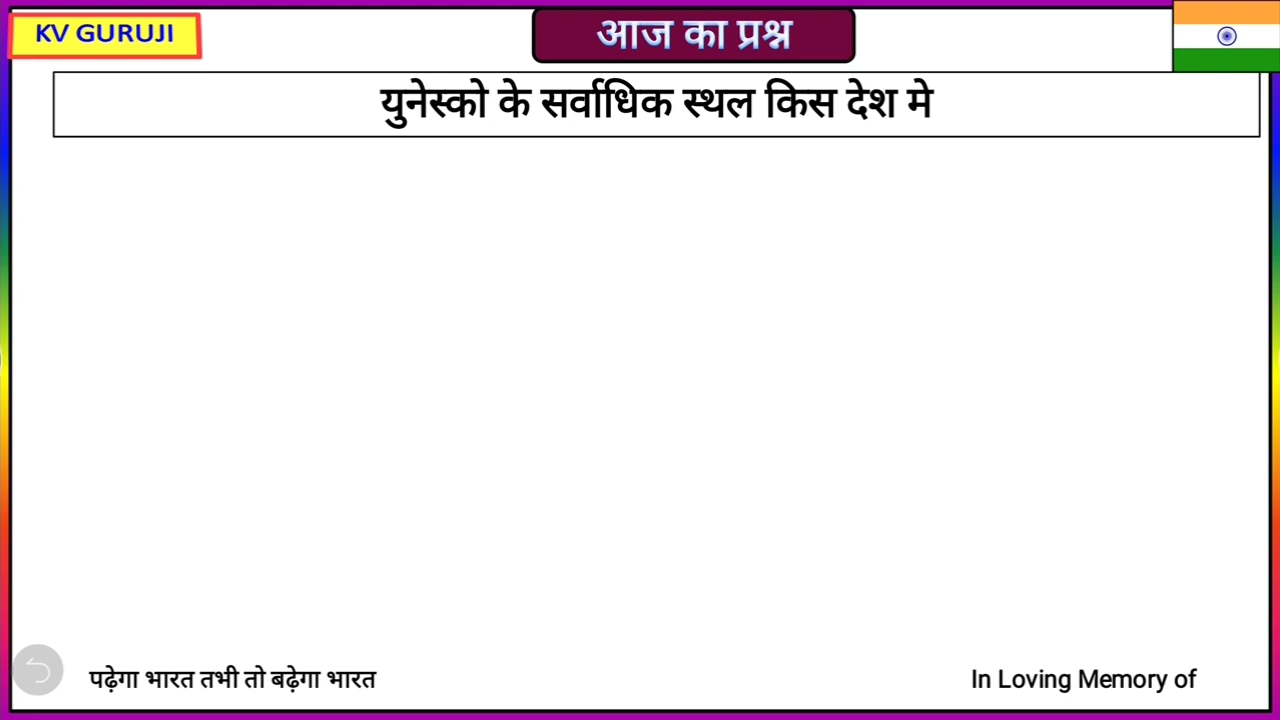 KV GURUJI
आज का प्रश्न
युनेस्को के सर्वाधिक स्थल किस देश मे
पढ़ेगा भारत तभी तो बढ़ेगा भारत
In Loving Memory of